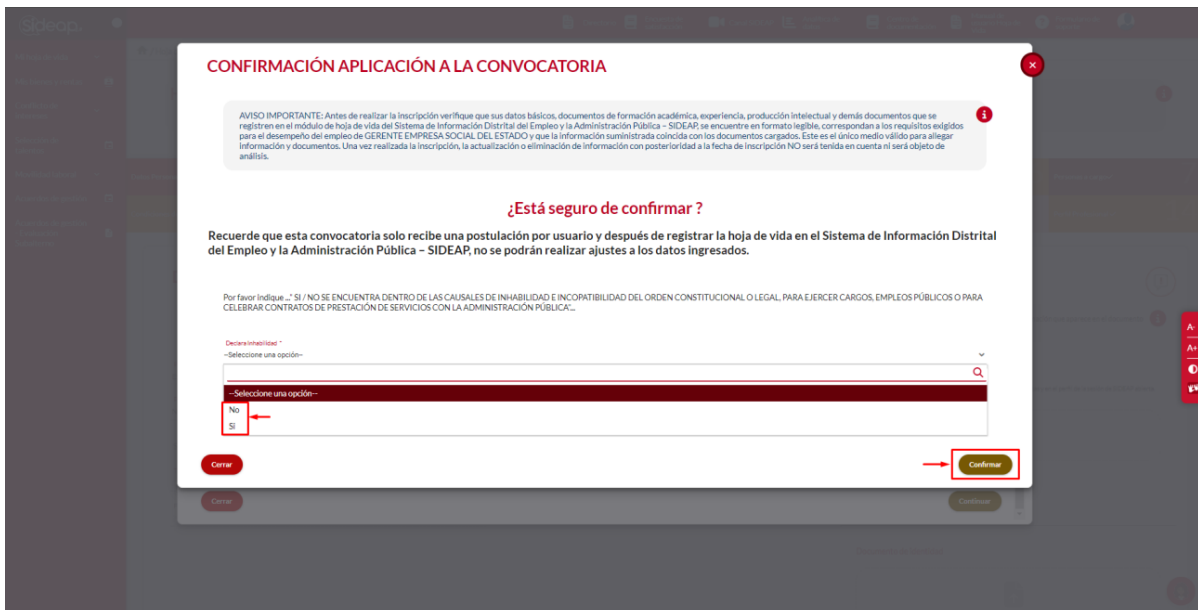 sideap
CONFIRMACIÓN APLICACIÓN A LA CONVOCATORIA
AVISO IMPORTANTE: Antes de realizar la inscripción verifique que sus datos básicos, documentos de formación académica, experiencia, producción intelectual y demás documentos que se
registren en el módulo de hoja de vida del Sistema de Información Distrital del Empleo y la Administración Pública – SIDEAP, se encuentre en formato legible, correspondan a los requisitos exigidos
para el desempeño del empleo de GERENTE EMPRESA SOCIAL DEL ESTADO y que la información suministrada coincida con los documentos cargados. Este es el único medio válido para allegar
información y documentos. Una vez realizada la inscripción, la actualización o eliminación de información con posterioridad a la fecha de inscripción NO será tenida en cuenta ni será objeto de
análisis.
¿Está seguro de confirmar ?
Recuerde que esta convocatoria solo recibe una postulación por usuario y después de registrar la hoja de vida en el Sistema de Información Distrital
del Empleo y la Administración Pública – SIDEAP, no se podrán realizar ajustes a los datos ingresados.
Por favor indique ..." SI / NO SE ENCUENTRA DENTRO DE LAS CAUSALES DE INHABILIDAD E INCOPATIBILIDAD DEL ORDEN CONSTITUCIONAL O LEGAL, PARA EJERCER CARGOS, EMPLEOS PÚBLICOS O PARA
CELEBRAR CONTRATOS DE PRESTACIÓN DE SERVICIOS CON LA ADMINISTRACIÓN PÚBLICA"...
Declara Inhabilidad *
--Seleccione una opción--
--Seleccione una opción--
No
SI
Cerrar
Confirmar
Cerrar
Continuar
A-
A+